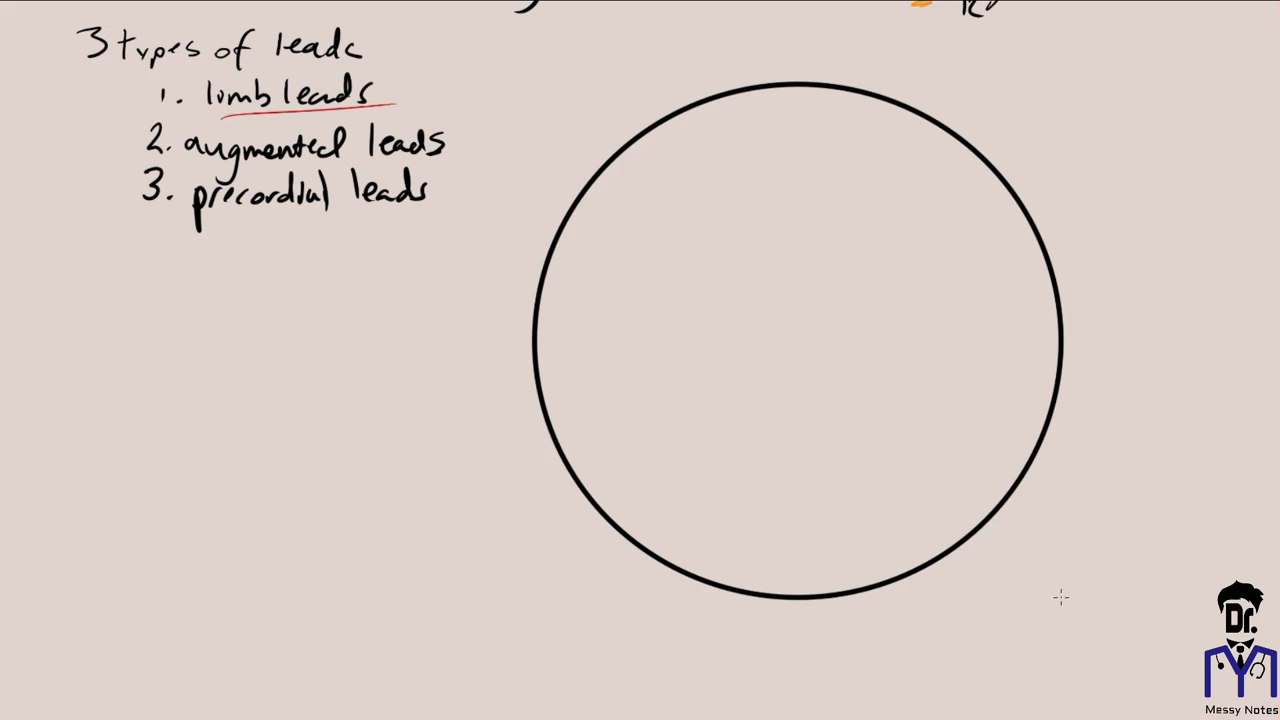 3 types of leads
1. limb leads
2. augmented leads
3. precordial leads
Dr.
Messy Notes